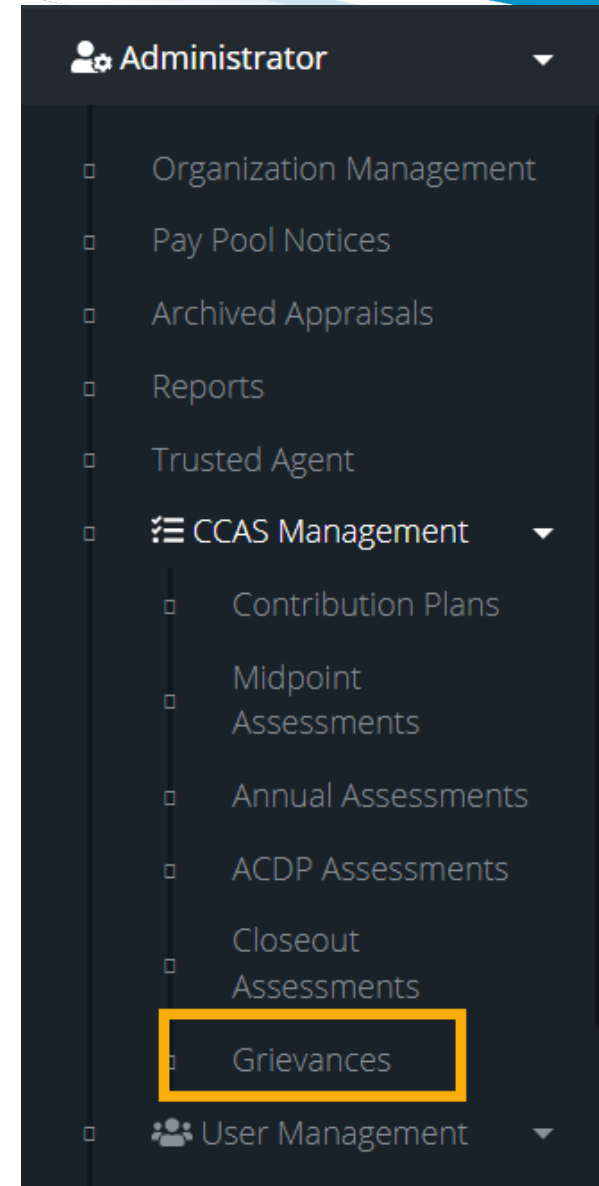 Administrator
Organization Management
Pay Pool Notices
Archived Appraisals
Reports
Trusted Agent
CCAS Management
Contribution Plans
Midpoint
Assessments
Annual Assessments
ACDP Assessments
Closeout
Assessments
Grievances
User Management